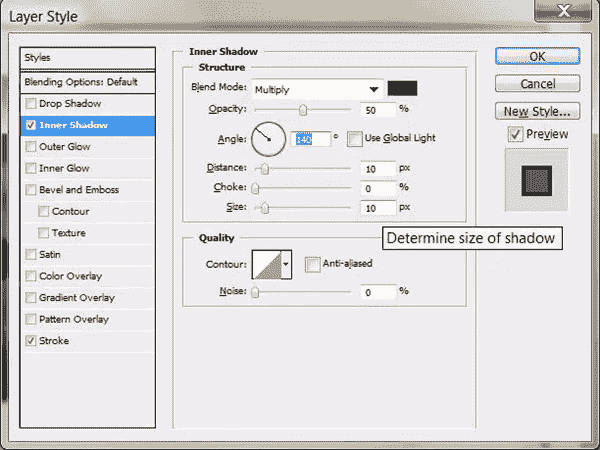 Layer Style
X
Styles
Blending Options: Default
Drop Shadow
Inner Shadow
Outer Glow
Inner Glow
Bevel and Emboss
Contour
Texture
Satin
Color Overlay
Gradient Overlay
Pattern Overlay
Stroke
Inner Shadow
Structure
Blend Mode: Multiply
Opacity: 50 %
Angle: 140 ° Use Global Light
Distance: 10 px
Choke: 0 %
Size: 10 px
Determine size of shadow
Quality
Contour: Anti-aliased
Noise: 0 %
OK
Cancel
New Style...
Preview